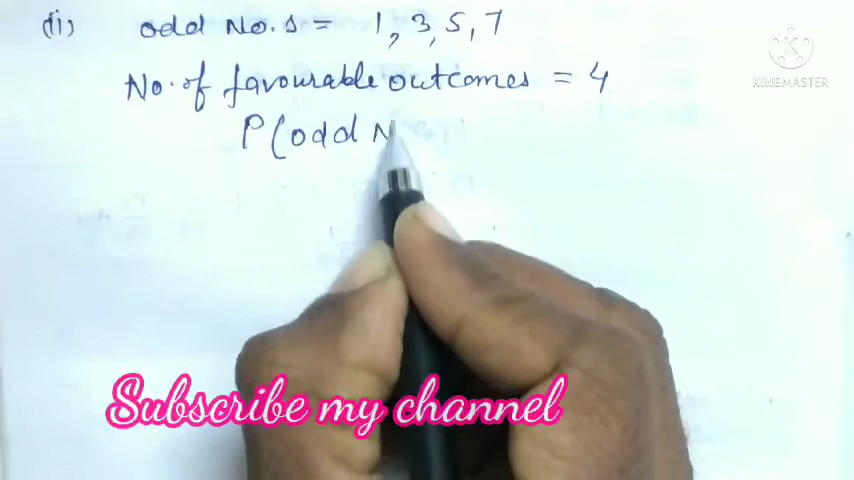 (ii) odd No.s = 1, 3, 5, 7
KINEMASTER
No. of favourable outcomes = 4
P(odd N
Subscribe my channel